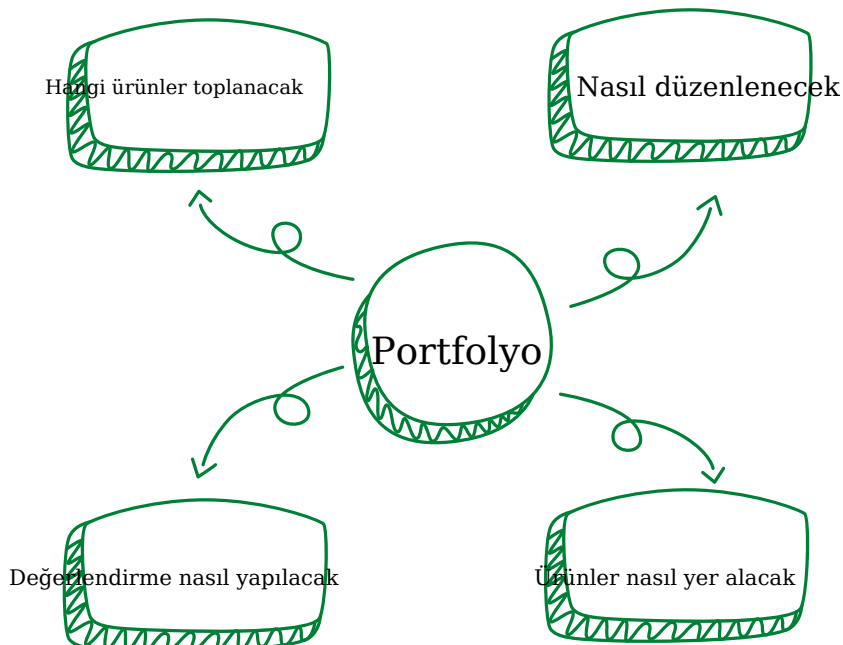 Hangi ürünler toplanacak
Nasıl düzenlenecek
Portfolyo
Değerlendirme nasıl yapılacak
Ürünler nasıl yer alacak